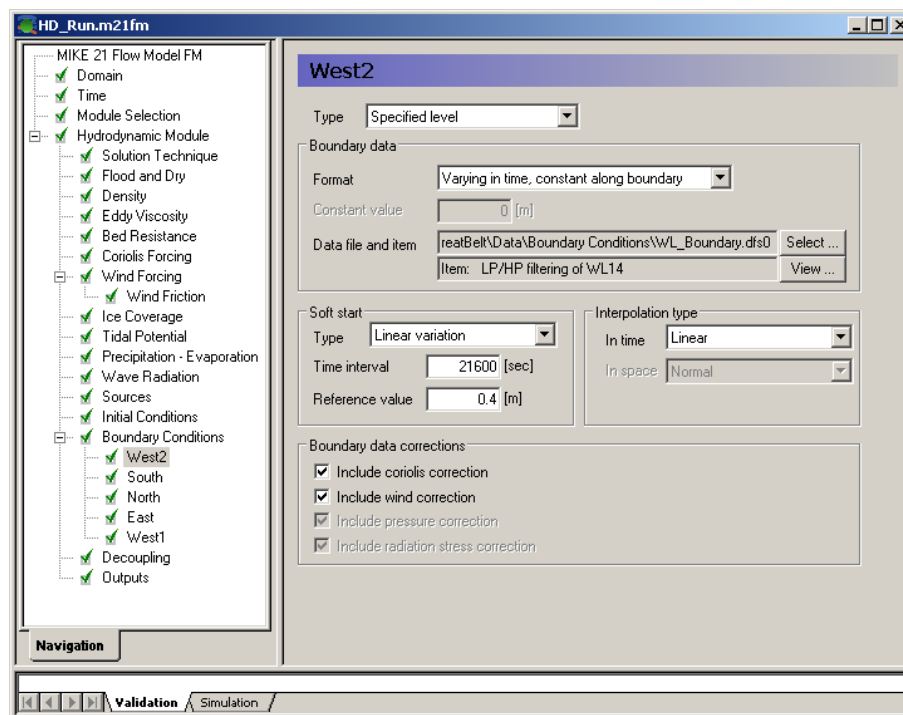 HD_Run.m21fm
MIKE 21 Flow Model FM
Domain
Time
Module Selection
Hydrodynamic Module
Solution Technique
Flood and Dry
Density
Eddy Viscosity
Bed Resistance
Coriolis Forcing
Wind Forcing
Wind Friction
Ice Coverage
Tidal Potential
Precipitation - Evaporation
Wave Radiation
Sources
Initial Conditions
Boundary Conditions
West2
South
North
East
West1
Decoupling
Outputs
Navigation
West2
Type Specified level
Boundary data
Format Varying in time, constant along boundary
Constant value 0 [m]
Data file and item reatBelt\Data\Boundary Conditions\WL_Boundary.dfs0 Select ...
Item: LP/HP filtering of WL14 View ...
Soft start
Type Linear variation
Time interval 21600 [sec]
Reference value 0.4 [m]
Interpolation type
In time Linear
In space Normal
Boundary data corrections
Include coriolis correction
Include wind correction
Include pressure correction
Include radiation stress correction
Validation Simulation